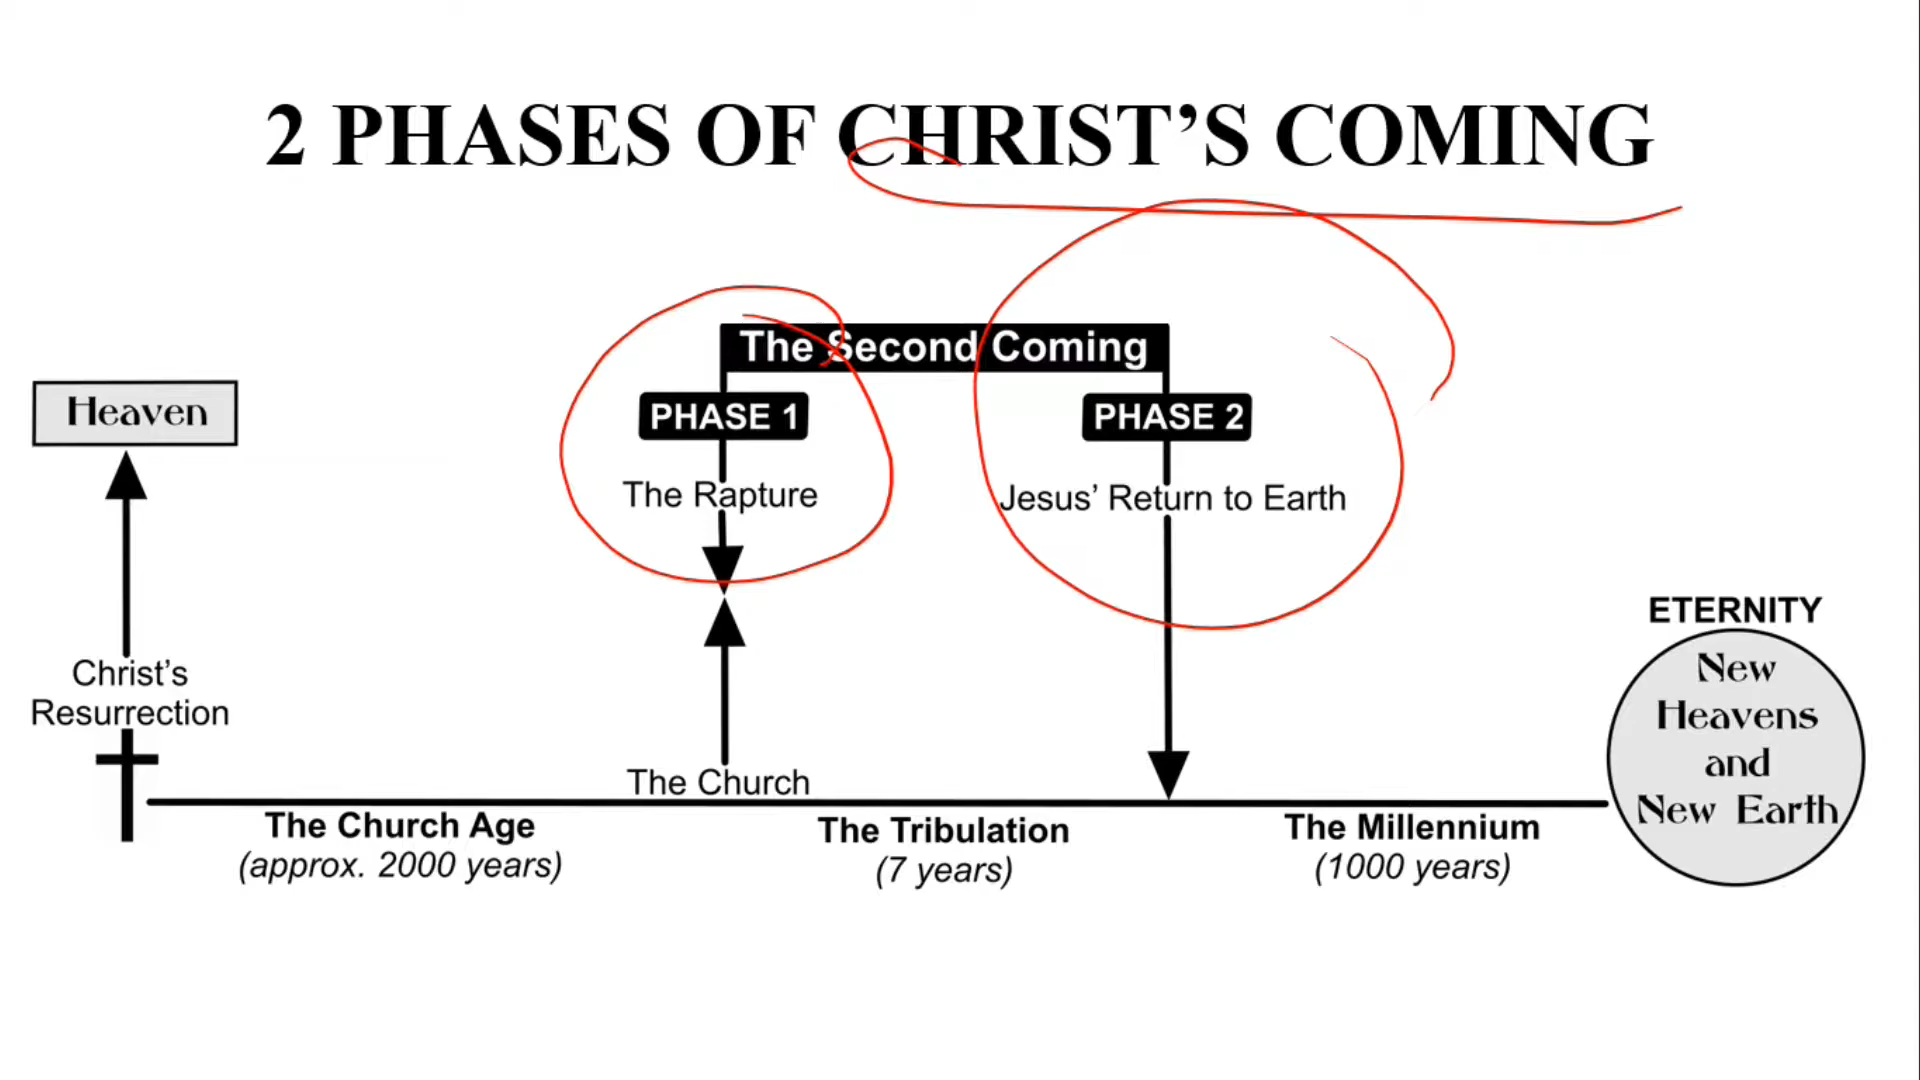 2 PHASES OF CHRIST’S COMING
The Second Coming
Heaven
PHASE 1
PHASE 2
The Rapture
Jesus’ Return to Earth
Christ’s
Resurrection
The Church
The Church Age
(approx. 2000 years)
The Tribulation
(7 years)
The Millennium
(1000 years)
ETERNITY
New
Heavens
and
New Earth